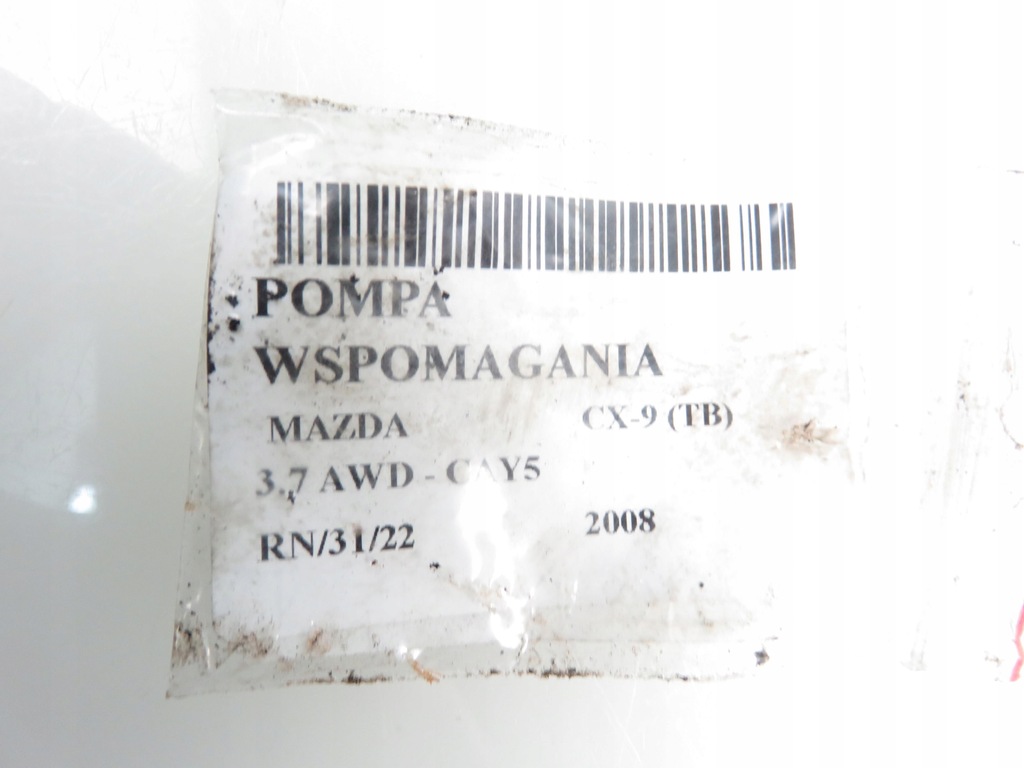 POMPA
WSPOMAGANIA
MAZDA CX-9 (TB)
3.7 AWD - CAY5
RN/31/22 2008